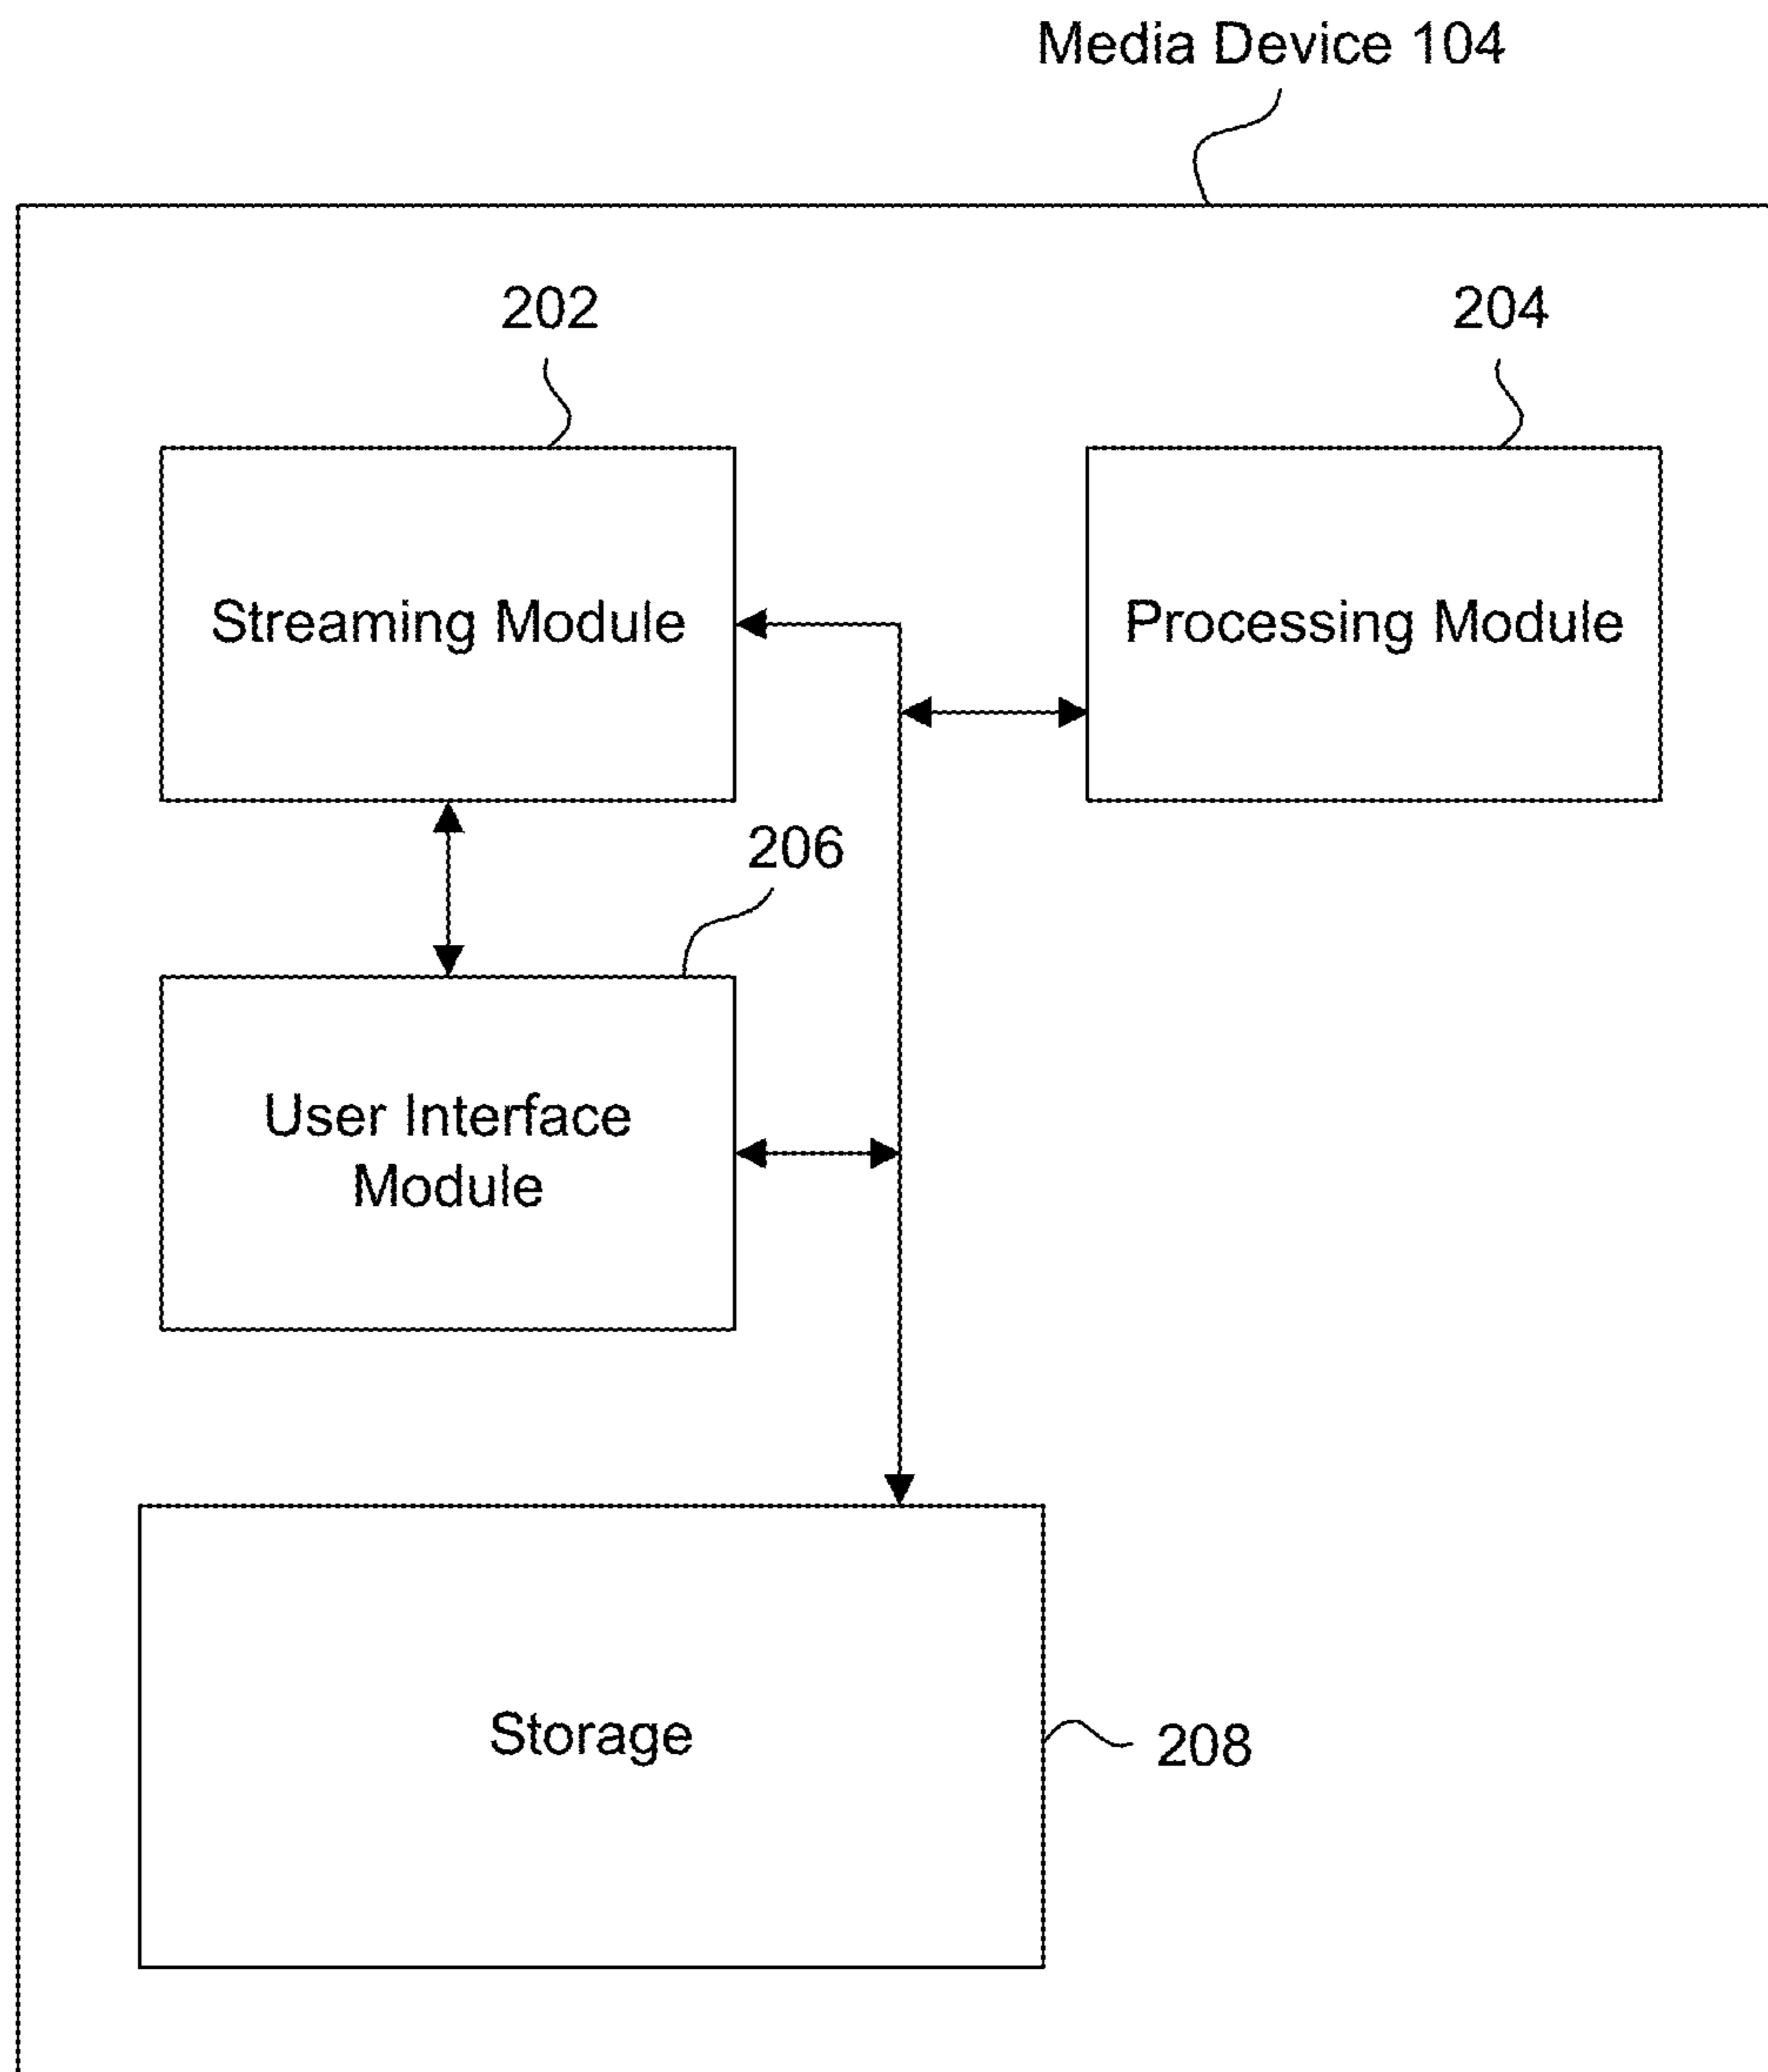 Media Device 104
202
204
Streaming Module
Processing Module
206
User Interface
Module
Storage
208